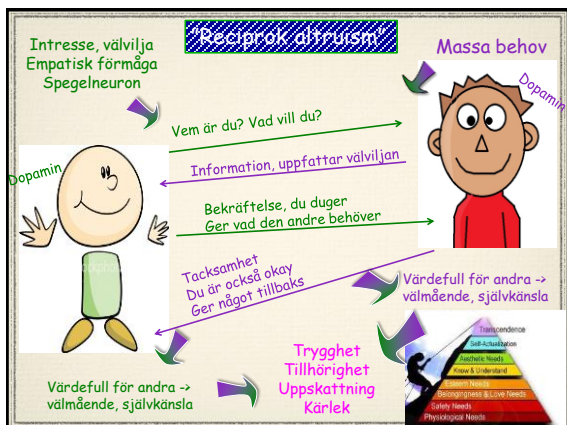 "Reciprok altruism"
Intresse, välvilja
Empatisk förmåga
Spegelneuron
Massa behov
Dopamin
Vem är du? Vad vill du?
Dopamin
Information, uppfattar välviljan
Bekräftelse, du duger
Ger vad den andre behöver
Tacksamhet
Du är också okay
Ger något tillbaks
Värdefull för andra ->
välmående, självkänsla
Trygghet
Tillhörighet
Uppskattning
Kärlek
Värdefull för andra ->
välmående, självkänsla
Transcendence
Self-Actualization
Aesthetic Needs
Know & Understand
Esteem Needs
Belongingness & Love Needs
Safety Needs
Physiological Needs